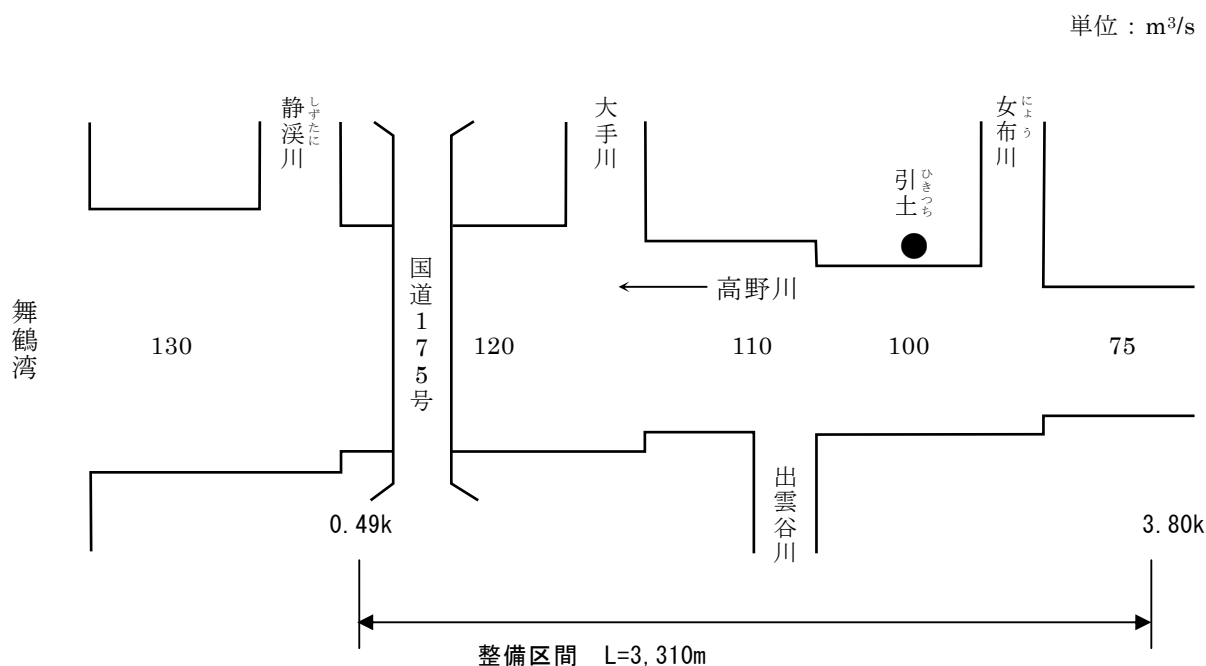 単位：m³/s
静渓川
しずたに
大手川
女布川
にょう
引土
ひきつち
国道175号
高野川
舞鶴湾
130
120
110
100
75
出雲谷川
0.49k
3.80k
整備区間 L=3,310m